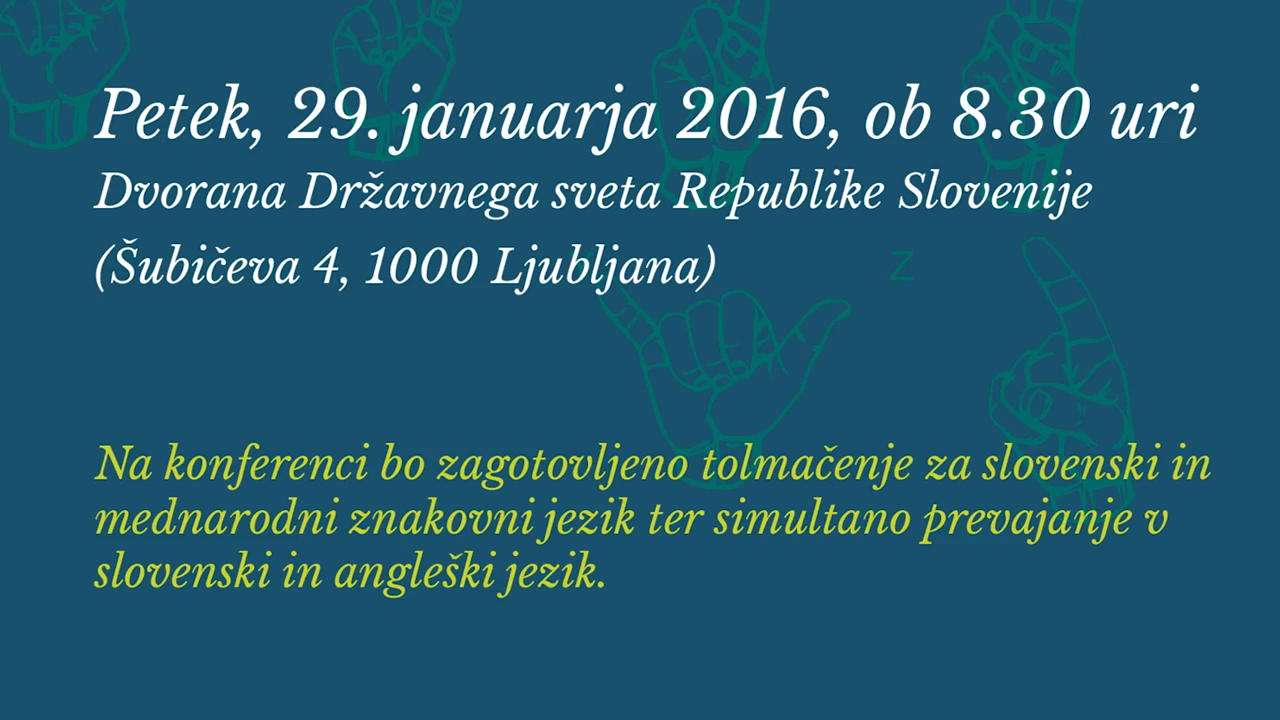 Petek, 29. januarja 2016, ob 8.30 uri
Dvorana Državnega sveta Republike Slovenije
(Šubičeva 4, 1000 Ljubljana)
Z
Na konferenci bo zagotovljeno tolmačenje za slovenski in
mednarodni znakovni jezik ter simultano prevajanje v
slovenski in angleški jezik.